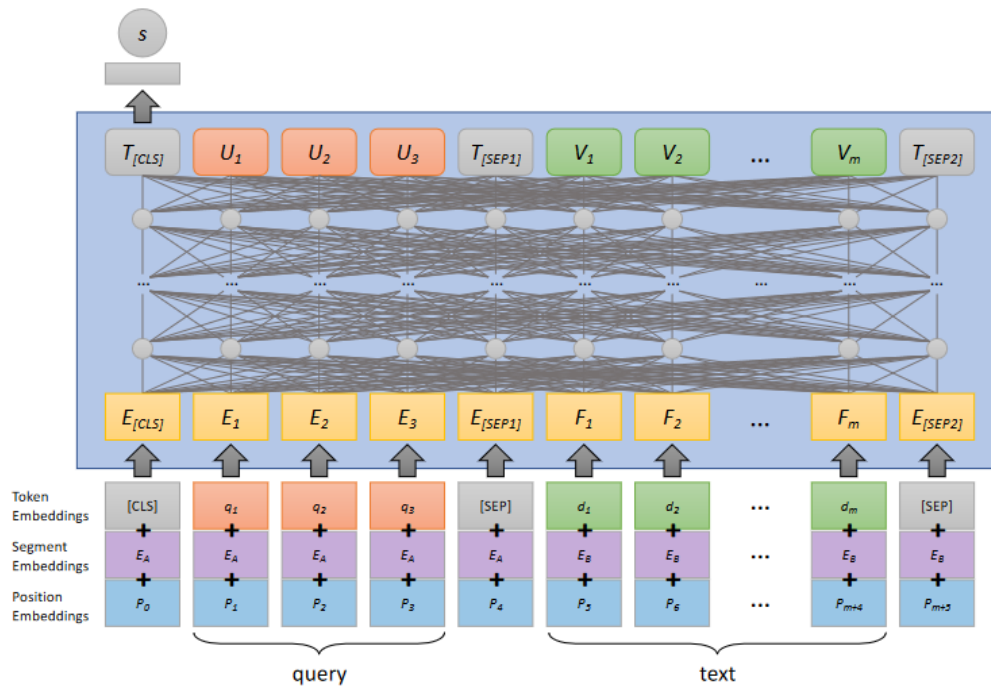 s
T[CLS] U1 U2 U3 T[SEP1] V1 V2 ... Vm T[SEP2]
... ... ... ... ... ... ... ... ... ...
E[CLS] E1 E2 E3 E[SEP1] F1 F2 ... Fm E[SEP2]
Token
Embeddings
[CLS] q1 q2 q3 [SEP] d1 d2 ... dm [SEP]
+ + + + + + + + +
Segment
Embeddings
EA EA EA EA EA EB EB ... EB EB
+ + + + + + + + +
Position
Embeddings
P0 P1 P2 P3 P4 P5 P6 ... Pm+4 Pm+5
query text